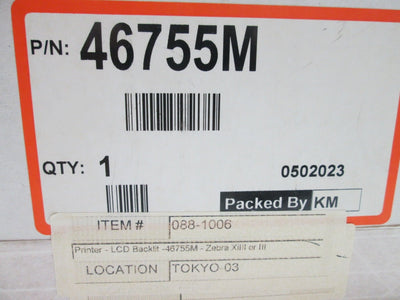 P/N: 46755M
QTY: 1
0502023
Packed By KM
ITEM # 088-1006
Printer - LCD Backlit -46755M - Zebra XiIII or III
LOCATION TOKYO 03